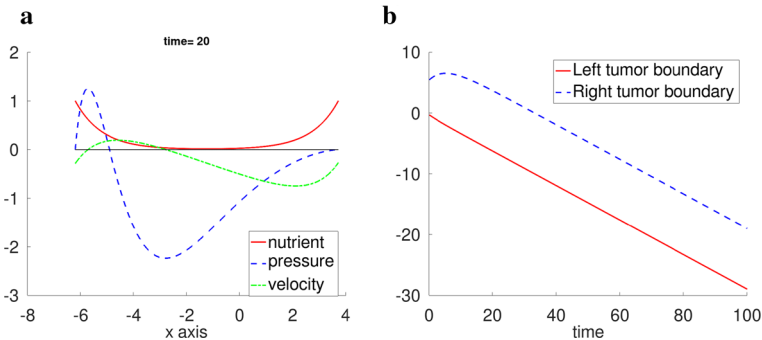 a
time= 20
2
1
0
-1
-2
-3
-8
-6
-4
-2
0
2
4
x axis
nutrient
pressure
velocity
b
10
0
-10
-20
-30
0
20
40
60
80
100
time
Left tumor boundary
Right tumor boundary